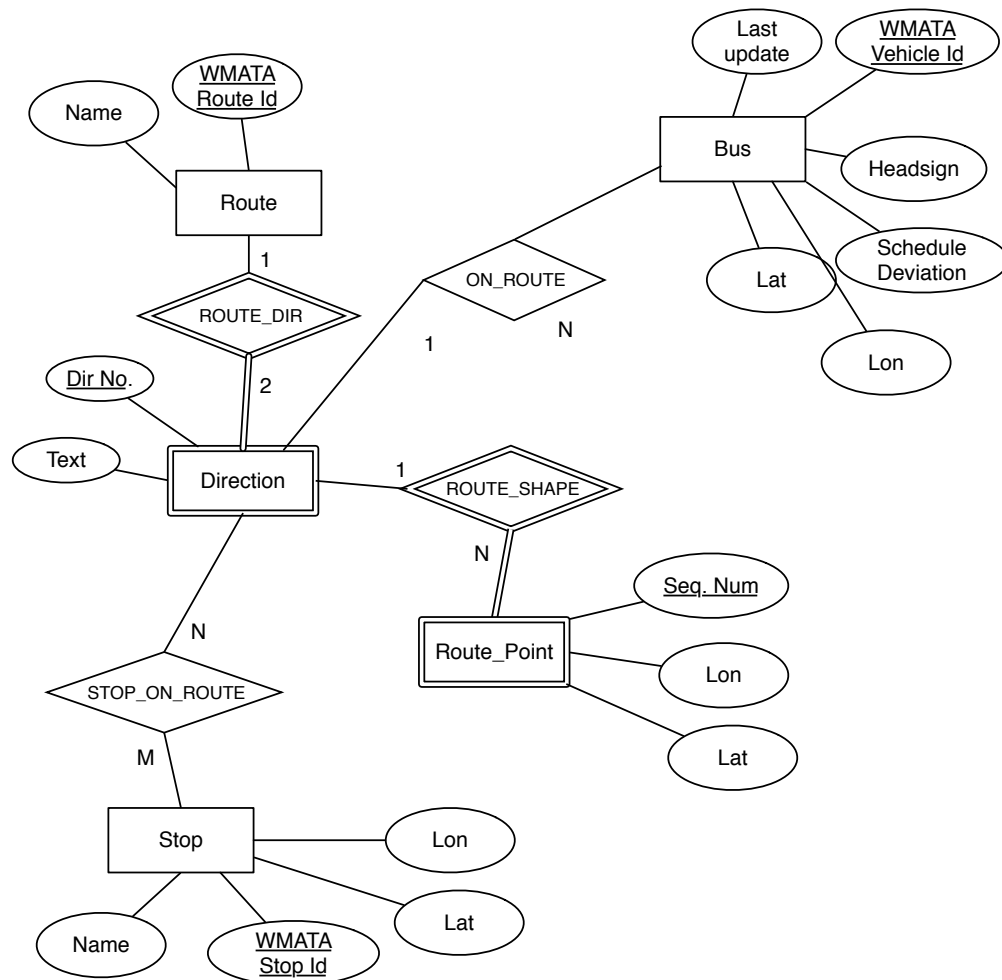 Last
update
WMATA
Vehicle Id
WMATA
Route Id
Name
Bus
Headsign
Route
Schedule
Deviation
Lat
ON_ROUTE
1
ROUTE_DIR
N
1
Lon
2
Dir No.
Text
Direction
1
ROUTE_SHAPE
N
Seq. Num
Route_Point
Lon
N
STOP_ON_ROUTE
M
Lat
Stop
Lon
Lat
Name
WMATA
Stop Id